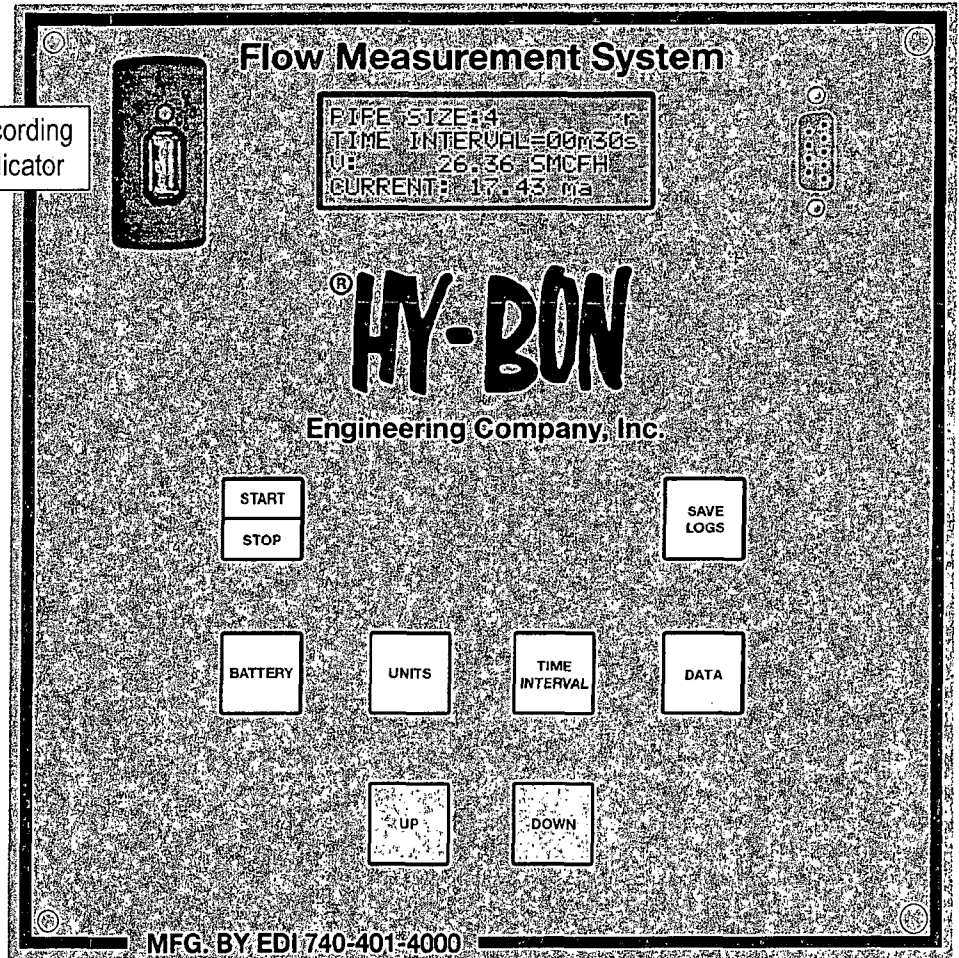 Flow Measurement System
cording
licator
PIPE SIZE:4 r
TIME INTERVAL=00m30s
V: 26.36 SMCFH
CURRENT: 17.43 ma
®HY-BON
Engineering Company, Inc.
START
STOP
SAVE
LOGS
BATTERY
UNITS
TIME
INTERVAL
DATA
UP
DOWN
MFG. BY EDI 740-401-4000